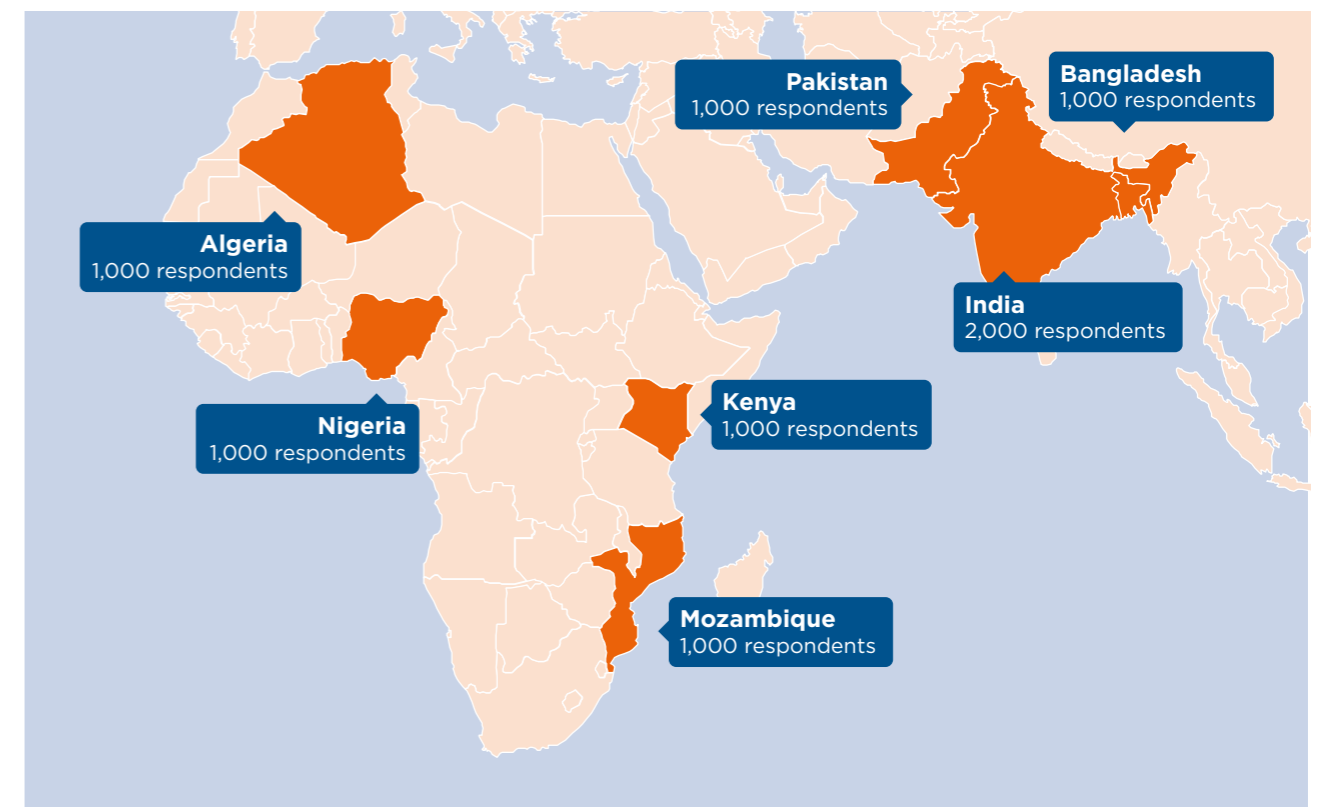 Pakistan
1,000 respondents
Bangladesh
1,000 respondents
Algeria
1,000 respondents
India
2,000 respondents
Nigeria
1,000 respondents
Kenya
1,000 respondents
Mozambique
1,000 respondents